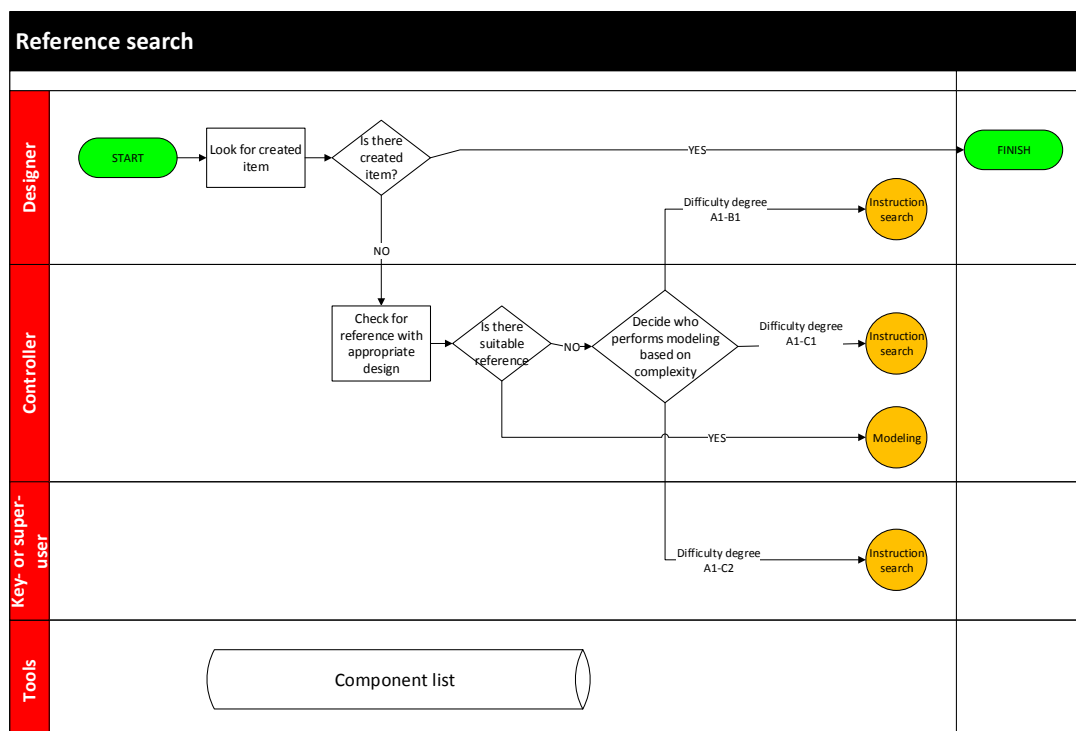 Reference search
Designer
START
Look for created
item
Is there
created
item?
YES
FINISH
NO
Difficulty degree
A1-B1
Instruction
search
Controller
Check for
reference with
appropriate
design
Is there
suitable
reference
NO
Decide who
performs modeling
based on
complexity
Difficulty degree
A1-C1
Instruction
search
YES
Modeling
Key- or super-
user
Difficulty degree
A1-C2
Instruction
search
Tools
Component list